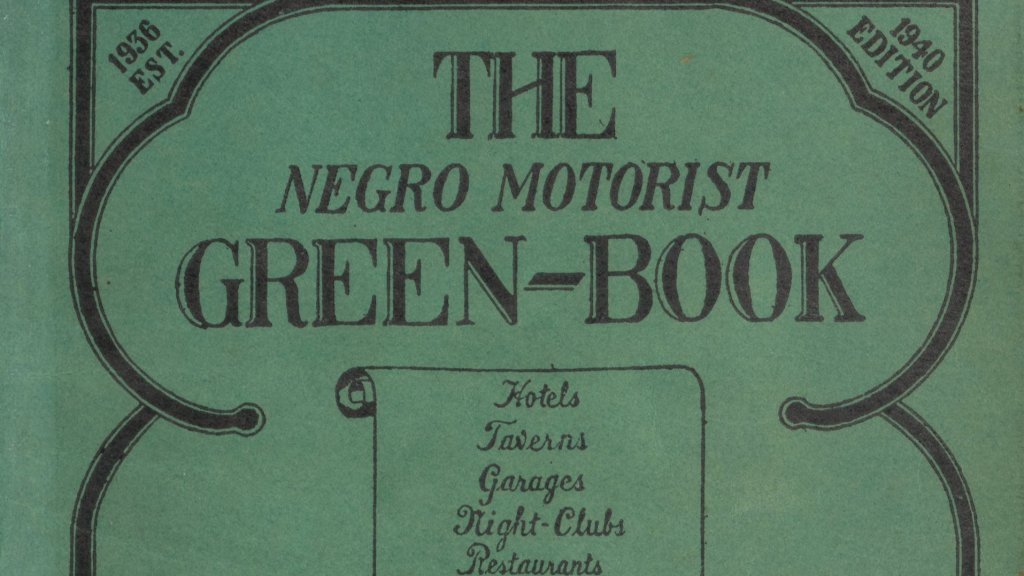 1936
EST.
1940
EDITION
THE
NEGRO MOTORIST
GREEN-BOOK
Hotels
Taverns
Garages
Night-Clubs
Restaurants